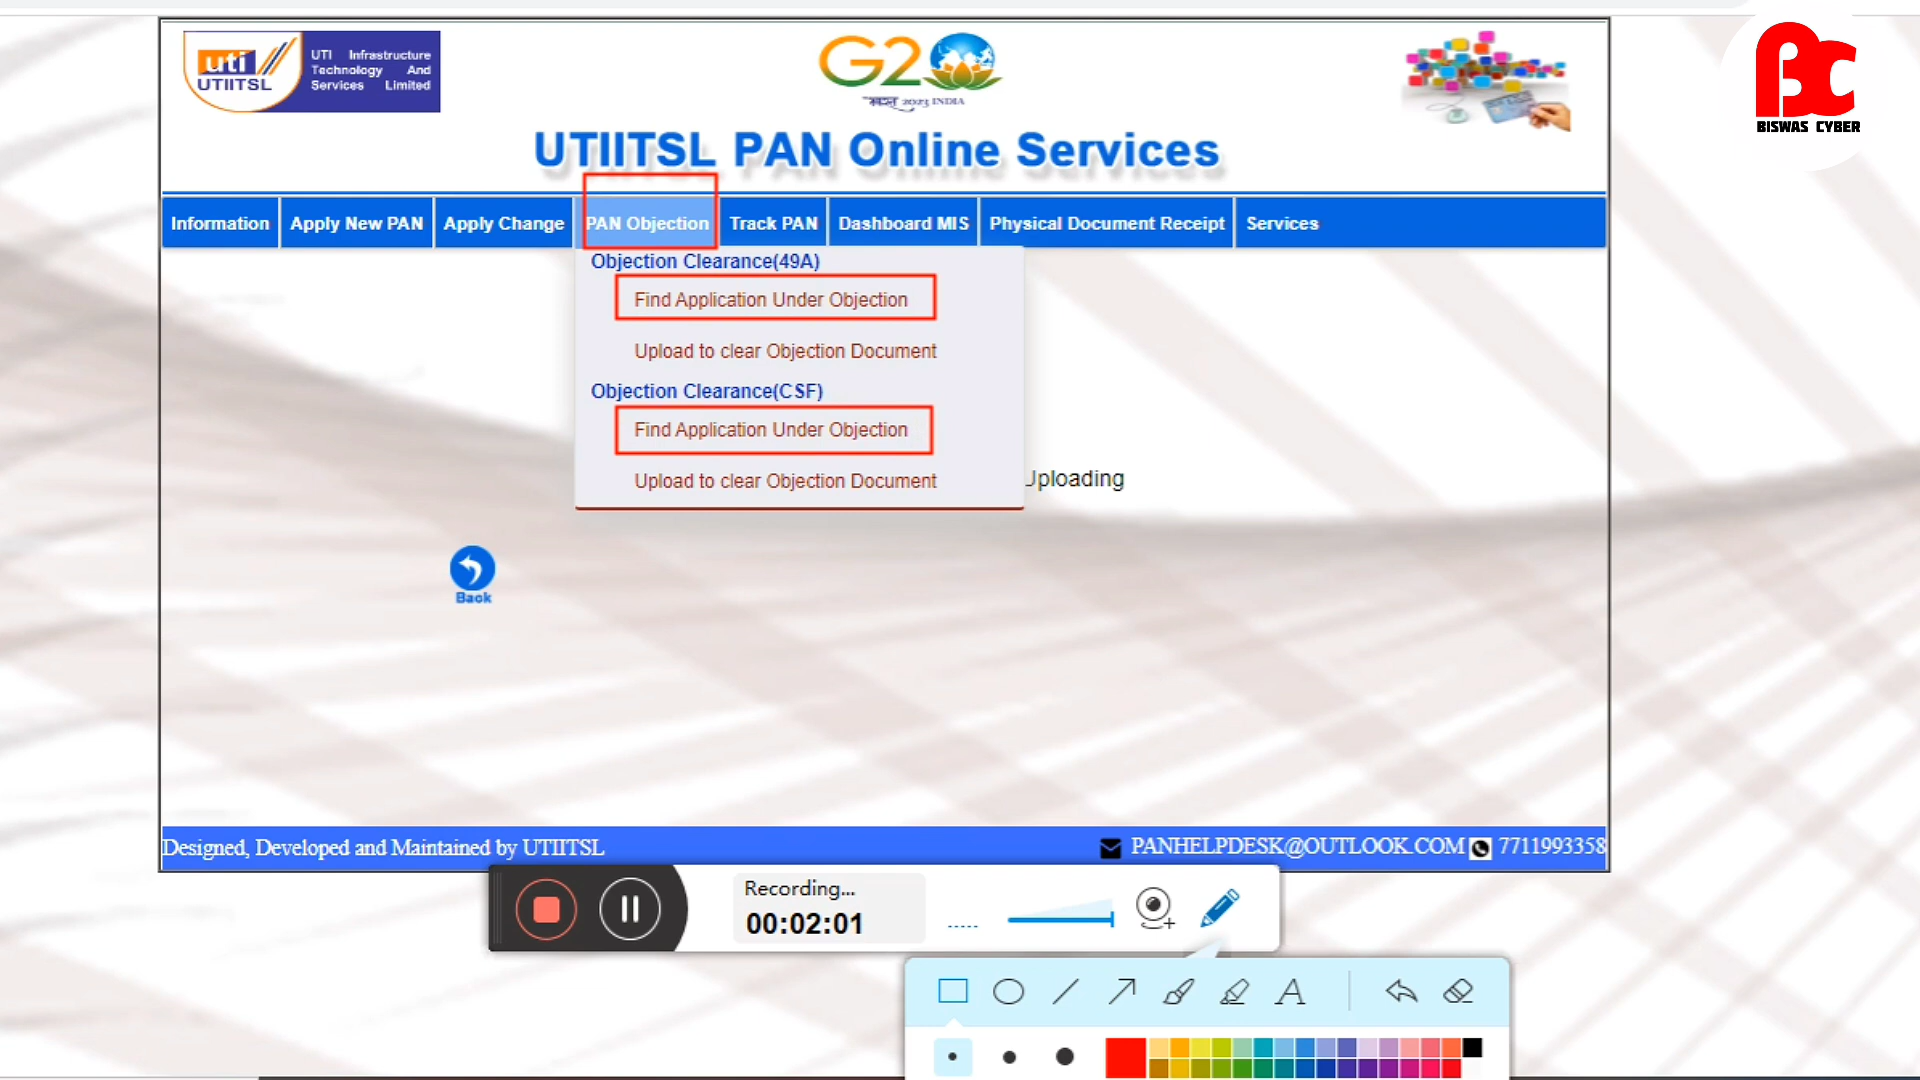 uti
UTIITSL
UTI Infrastructure
Technology And
Services Limited
G20
2023 INDIA
BC
BISWAS CYBER
UTIITSL PAN Online Services
Information
Apply New PAN
Apply Change
PAN Objection
Track PAN
Dashboard MIS
Physical Document Receipt
Services
Objection Clearance(49A)
Find Application Under Objection
Upload to clear Objection Document
Objection Clearance(CSF)
Find Application Under Objection
Upload to clear Objection Document
Uploading
Back
Designed, Developed and Maintained by UTIITSL
PANHELPDESK@OUTLOOK.COM
7711993358
Recording...
00:02:01
A